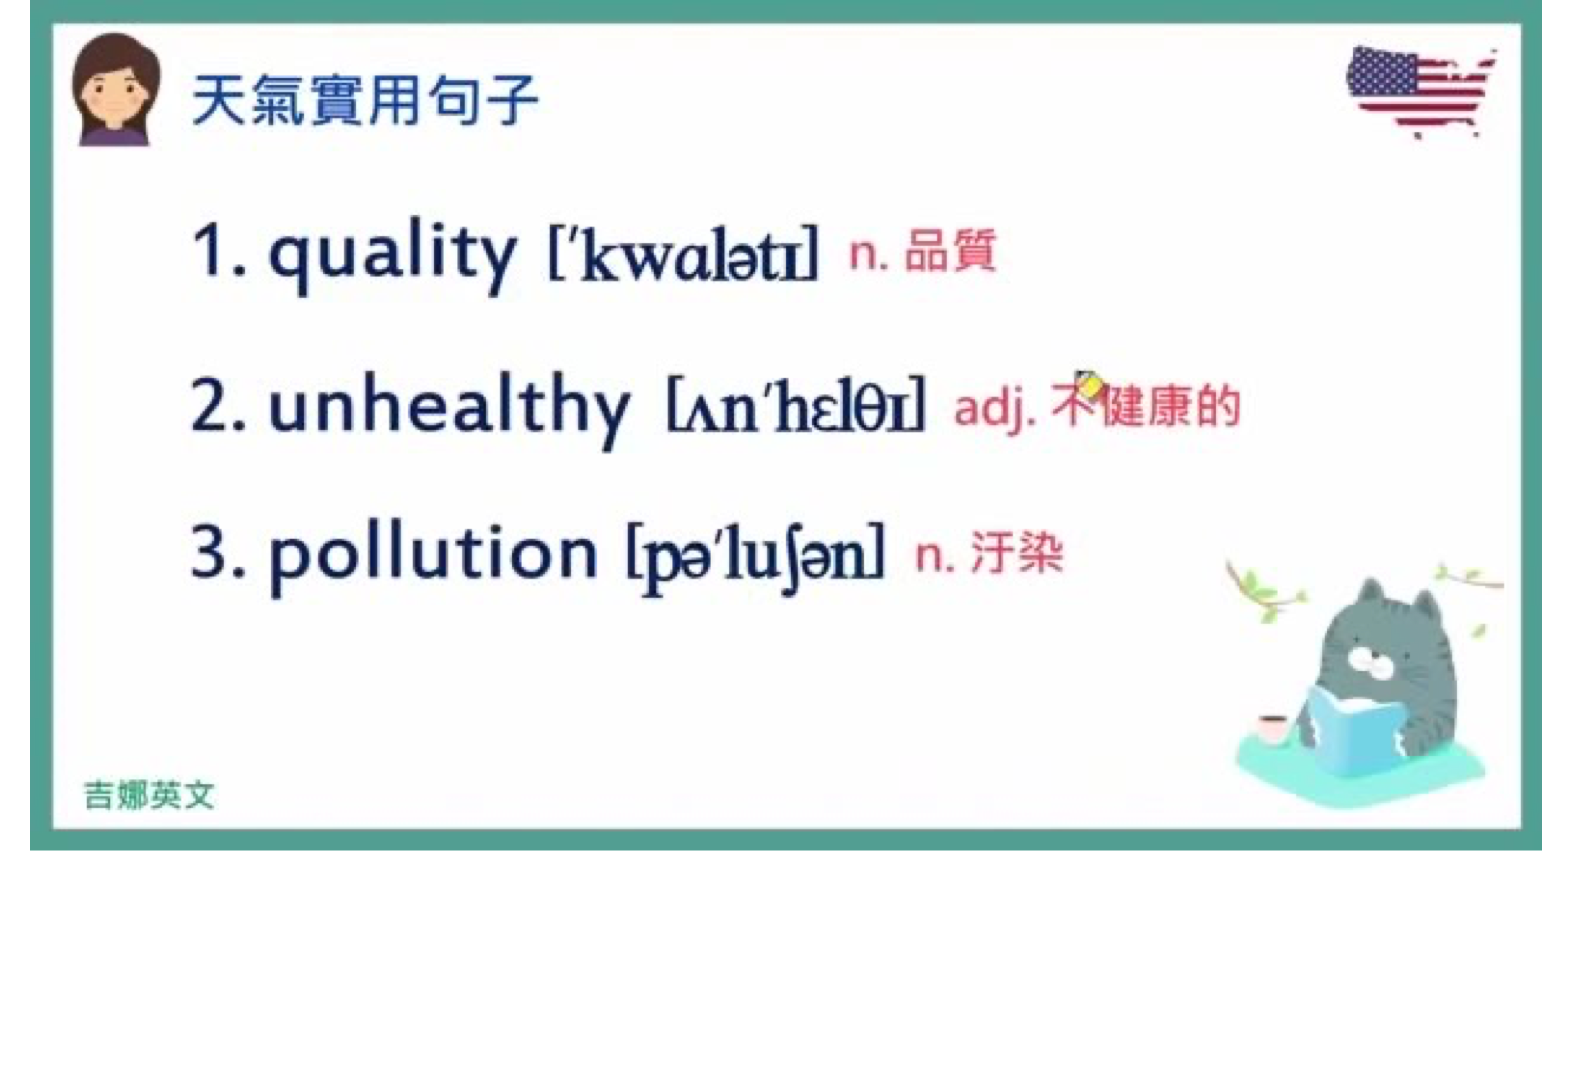 天氣實用句子
1. quality [ˈkwɑlətɪ] n. 品質
2. unhealthy [ʌnˈhɛlθɪ] adj. 不健康的
3. pollution [pəˈluʃən] n. 汙染
吉娜英文